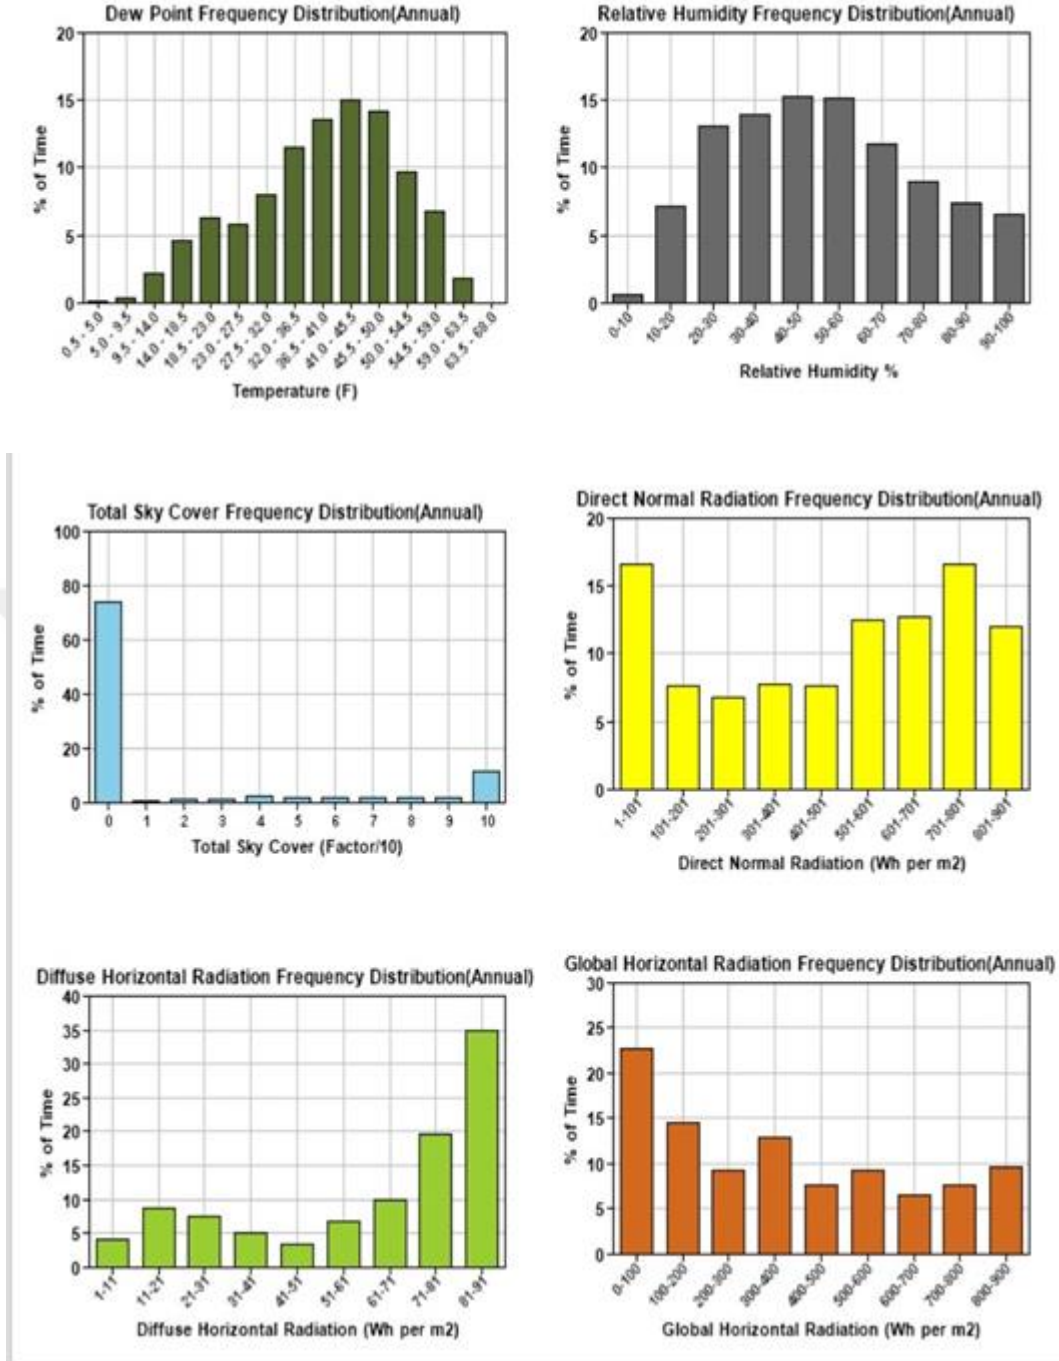 Dew Point Frequency Distribution(Annual)
20
15
10
5
0
% of Time
0.5 - 5.0
5.0 - 9.5
9.5 - 14.0
14.0 - 18.5
18.5 - 23.0
23.0 - 27.5
27.5 - 32.0
32.0 - 36.5
36.5 - 41.0
41.0 - 45.5
45.5 - 50.0
50.0 - 54.5
54.5 - 59.0
59.0 - 63.5
63.5 - 68.0
Temperature (F)
Relative Humidity Frequency Distribution(Annual)
20
15
10
5
0
% of Time
0-10
10-20
20-30
30-40
40-50
50-60
60-70
70-80
80-90
90-100
Relative Humidity %
Total Sky Cover Frequency Distribution(Annual)
100
80
60
40
20
0
% of Time
0 1 2 3 4 5 6 7 8 9 10
Total Sky Cover (Factor/10)
Direct Normal Radiation Frequency Distribution(Annual)
20
15
10
5
0
% of Time
1-101
101-201
201-301
301-401
401-501
501-601
601-701
701-801
801-901
Direct Normal Radiation (Wh per m2)
Diffuse Horizontal Radiation Frequency Distribution(Annual)
40
35
30
25
20
15
10
5
0
% of Time
1-11
11-21
21-31
31-41
41-51
51-61
61-71
71-81
81-91
Diffuse Horizontal Radiation (Wh per m2)
Global Horizontal Radiation Frequency Distribution(Annual)
30
25
20
15
10
5
0
% of Time
0-100
100-200
200-300
300-400
400-500
500-600
600-700
700-800
800-900
Global Horizontal Radiation (Wh per m2)